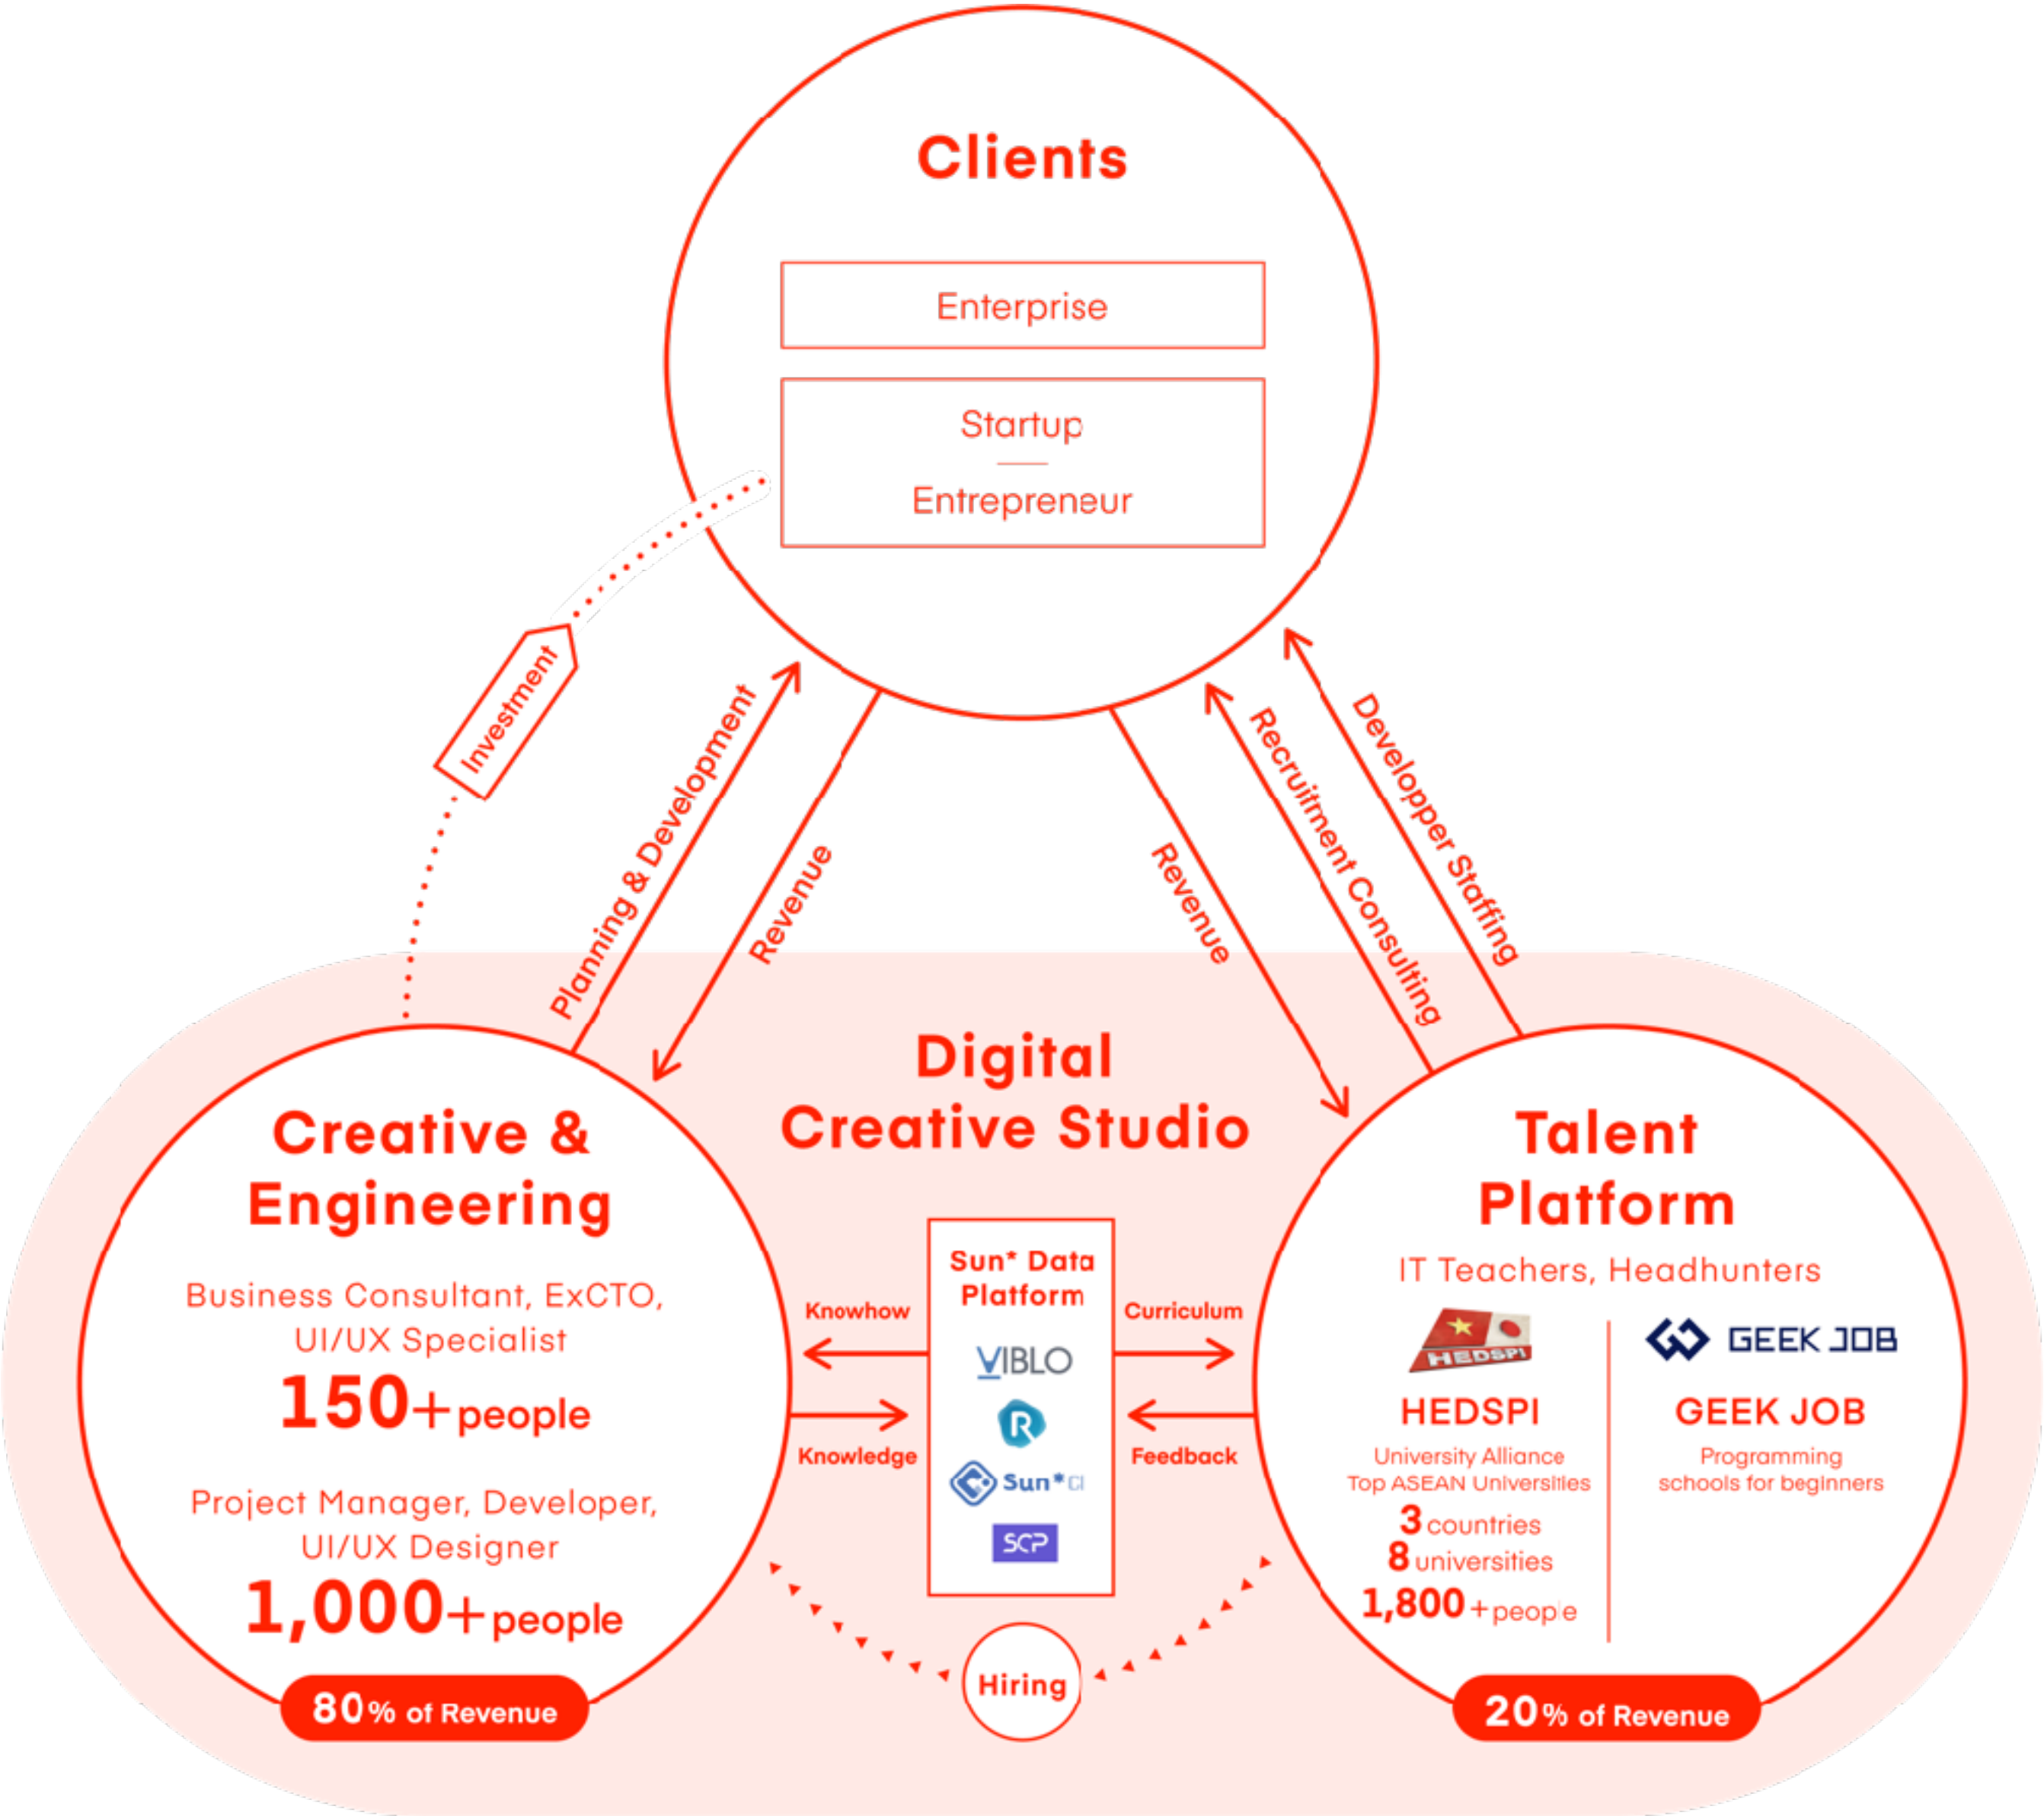 Clients
Enterprise
Startup
Entrepreneur
Investment
Planning & Development
Revenue
Revenue
Recruitment Consulting
Developper Staffing
Digital
Creative Studio
Creative &
Engineering
Business Consultant, ExCTO,
UI/UX Specialist
150+people
Project Manager, Developer,
UI/UX Designer
1,000+people
80% of Revenue
Knowhow
Knowledge
Sun* Data
Platform
VIBLO
R
Sun*CI
SCP
Curriculum
Feedback
Hiring
Talent
Platform
IT Teachers, Headhunters
HEDSPI
HEDSPI
University Alliance
Top ASEAN Universities
3 countries
8 universities
1,800+people
GEEK JOB
GEEK JOB
Programming
schools for beginners
20% of Revenue